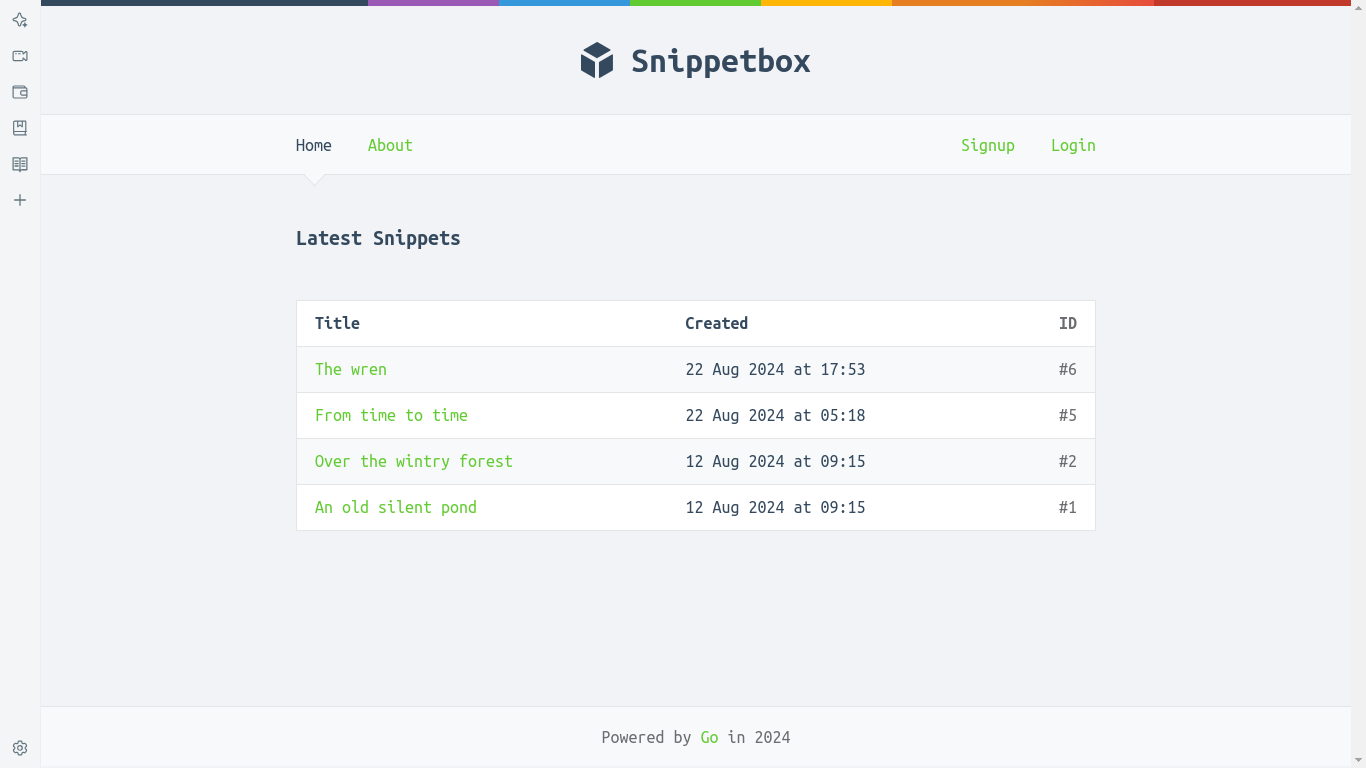 Snippetbox
Home About Signup Login
Latest Snippets
Title Created ID
The wren 22 Aug 2024 at 17:53 #6
From time to time 22 Aug 2024 at 05:18 #5
Over the wintry forest 12 Aug 2024 at 09:15 #2
An old silent pond 12 Aug 2024 at 09:15 #1
Powered by Go in 2024